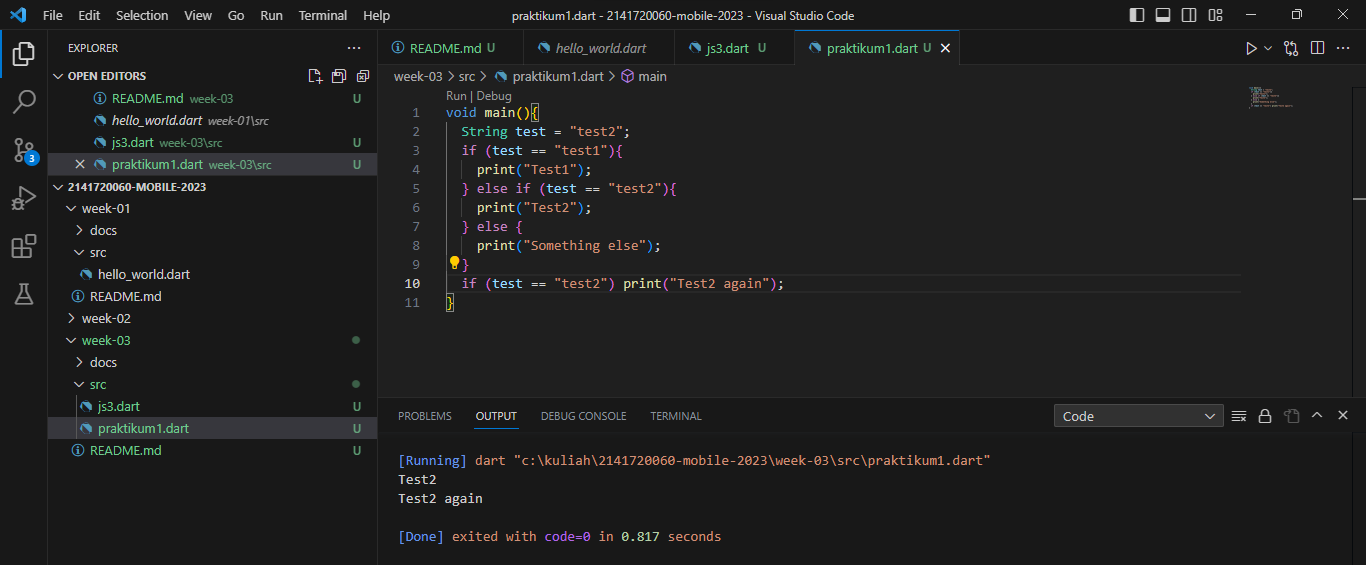 File Edit Selection View Go Run Terminal Help praktikum1.dart - 2141720060-mobile-2023 - Visual Studio Code
EXPLORER
OPEN EDITORS
README.md week-03 U
hello_world.dart week-01\src
js3.dart week-03\src U
praktikum1.dart week-03\src U
3
2141720060-MOBILE-2023
week-01
docs
src
hello_world.dart
README.md
week-02
week-03
docs
src
js3.dart U
praktikum1.dart U
README.md U
README.md U hello_world.dart js3.dart U praktikum1.dart U
week-03 > src > praktikum1.dart > main
Run | Debug
1 void main(){
2 String test = "test2";
3 if (test == "test1"){
4 print("Test1");
5 } else if (test == "test2"){
6 print("Test2");
7 } else {
8 print("Something else");
9 }
10 if (test == "test2") print("Test2 again");
11 }
PROBLEMS OUTPUT DEBUG CONSOLE TERMINAL Code
[Running] dart "c:\kuliah\2141720060-mobile-2023\week-03\src\praktikum1.dart"
Test2
Test2 again
[Done] exited with code=0 in 0.817 seconds